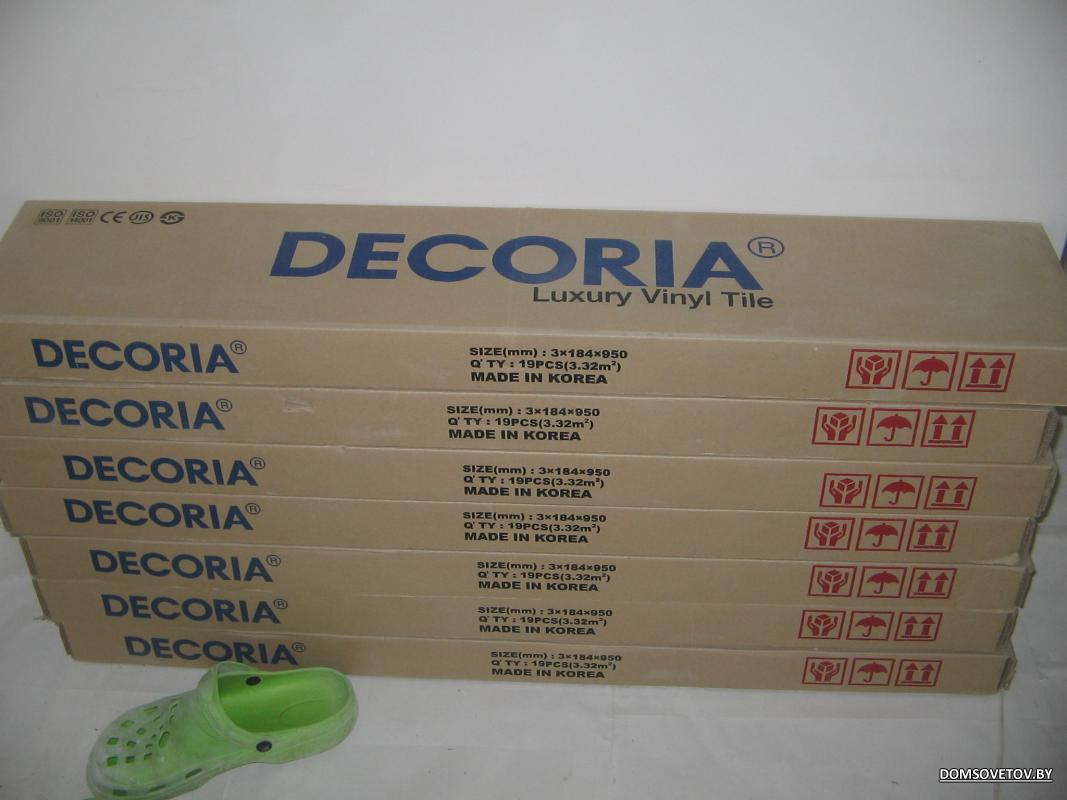 ISO 9001 ISO 14001 CE JIS K
DECORIA®
Luxury Vinyl Tile
DECORIA®
SIZE(mm) : 3×184×950
Q'TY : 19PCS(3.32m²)
MADE IN KOREA
DECORIA®
SIZE(mm) : 3×184×950
Q'TY : 19PCS(3.32m²)
MADE IN KOREA
DECORIA®
SIZE(mm) : 3×184×950
Q'TY : 19PCS(3.32m²)
MADE IN KOREA
DECORIA®
SIZE(mm) : 3×184×950
Q'TY : 19PCS(3.32m²)
MADE IN KOREA
DECORIA®
SIZE(mm) : 3×184×950
Q'TY : 19PCS(3.32m²)
MADE IN KOREA
DECORIA®
SIZE(mm) : 3×184×950
Q'TY : 19PCS(3.32m²)
MADE IN KOREA
DECORIA®
SIZE(mm) : 3×184×950
Q'TY : 19PCS(3.32m²)
MADE IN KOREA
DOMSOVETOV.BY